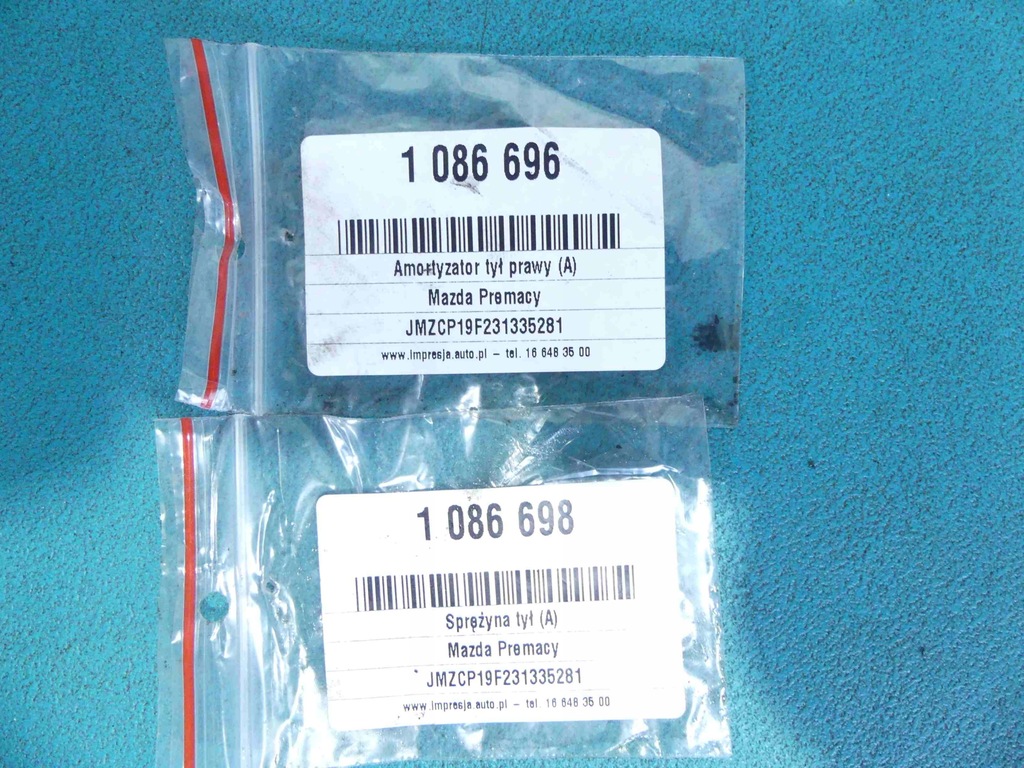 1 086 696
Amortyzator tył prawy (A)
Mazda Premacy
JMZCP19F231335281
www.impresja.auto.pl – tel. 16 648 35 00
1 086 698
Sprężyna tył (A)
Mazda Premacy
JMZCP19F231335281
www.impresja.auto.pl – tel. 16 648 35 00